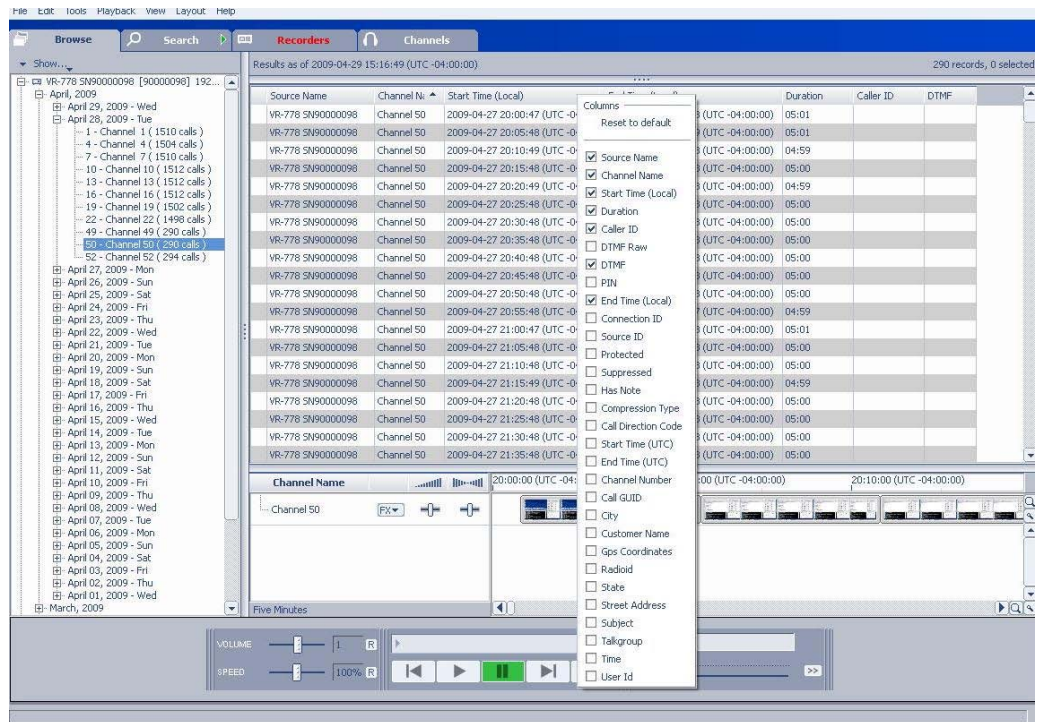 File Edit Tools Playback View Layout Help
Browse Search Recorders Channels
Show...
Results as of 2009-04-29 15:16:49 (UTC -04:00:00) 290 records, 0 selected
VR-778 SN90000098 [90000098] 192...
April, 2009
April 29, 2009 - Wed
April 28, 2009 - Tue
1 - Channel 1 ( 1510 calls )
4 - Channel 4 ( 1504 calls )
7 - Channel 7 ( 1510 calls )
10 - Channel 10 ( 1512 calls )
13 - Channel 13 ( 1512 calls )
16 - Channel 16 ( 1512 calls )
19 - Channel 19 ( 1502 calls )
22 - Channel 22 ( 1498 calls )
49 - Channel 49 ( 290 calls )
50 - Channel 50 ( 290 calls )
52 - Channel 52 ( 294 calls )
April 27, 2009 - Mon
April 26, 2009 - Sun
April 25, 2009 - Sat
April 24, 2009 - Fri
April 23, 2009 - Thu
April 22, 2009 - Wed
April 21, 2009 - Tue
April 20, 2009 - Mon
April 19, 2009 - Sun
April 18, 2009 - Sat
April 17, 2009 - Fri
April 16, 2009 - Thu
April 15, 2009 - Wed
April 14, 2009 - Tue
April 13, 2009 - Mon
April 12, 2009 - Sun
April 11, 2009 - Sat
April 10, 2009 - Fri
April 09, 2009 - Thu
April 08, 2009 - Wed
April 07, 2009 - Tue
April 06, 2009 - Mon
April 05, 2009 - Sun
April 04, 2009 - Sat
April 03, 2009 - Fri
April 02, 2009 - Thu
April 01, 2009 - Wed
March, 2009
Source Name Channel Na Start Time (Local) Duration Caller ID DTMF
VR-778 SN90000098 Channel 50 2009-04-27 20:00:47 (UTC -0 (UTC -04:00:00) 05:01
VR-778 SN90000098 Channel 50 2009-04-27 20:05:48 (UTC -0 (UTC -04:00:00) 05:01
VR-778 SN90000098 Channel 50 2009-04-27 20:10:49 (UTC -0 (UTC -04:00:00) 04:59
VR-778 SN90000098 Channel 50 2009-04-27 20:15:48 (UTC -0 (UTC -04:00:00) 05:00
VR-778 SN90000098 Channel 50 2009-04-27 20:20:49 (UTC -0 (UTC -04:00:00) 04:59
VR-778 SN90000098 Channel 50 2009-04-27 20:25:48 (UTC -0 (UTC -04:00:00) 05:00
VR-778 SN90000098 Channel 50 2009-04-27 20:30:48 (UTC -0 (UTC -04:00:00) 05:00
VR-778 SN90000098 Channel 50 2009-04-27 20:35:48 (UTC -0 (UTC -04:00:00) 05:00
VR-778 SN90000098 Channel 50 2009-04-27 20:40:48 (UTC -0 (UTC -04:00:00) 05:00
VR-778 SN90000098 Channel 50 2009-04-27 20:45:48 (UTC -0 (UTC -04:00:00) 05:00
VR-778 SN90000098 Channel 50 2009-04-27 20:50:48 (UTC -0 (UTC -04:00:00) 05:00
VR-778 SN90000098 Channel 50 2009-04-27 20:55:48 (UTC -0 (UTC -04:00:00) 04:59
VR-778 SN90000098 Channel 50 2009-04-27 21:00:47 (UTC -0 (UTC -04:00:00) 05:01
VR-778 SN90000098 Channel 50 2009-04-27 21:05:48 (UTC -0 (UTC -04:00:00) 05:00
VR-778 SN90000098 Channel 50 2009-04-27 21:10:48 (UTC -0 (UTC -04:00:00) 05:00
VR-778 SN90000098 Channel 50 2009-04-27 21:15:49 (UTC -0 (UTC -04:00:00) 04:59
VR-778 SN90000098 Channel 50 2009-04-27 21:20:48 (UTC -0 (UTC -04:00:00) 05:00
VR-778 SN90000098 Channel 50 2009-04-27 21:25:48 (UTC -0 (UTC -04:00:00) 05:00
VR-778 SN90000098 Channel 50 2009-04-27 21:30:48 (UTC -0 (UTC -04:00:00) 05:00
VR-778 SN90000098 Channel 50 2009-04-27 21:35:48 (UTC -0 (UTC -04:00:00) 05:00
Columns
Reset to default
Source Name
Channel Name
Start Time (Local)
Duration
Caller ID
DTMF Raw
DTMF
PIN
End Time (Local)
Connection ID
Source ID
Protected
Suppressed
Has Note
Compression Type
Call Direction Code
Start Time (UTC)
End Time (UTC)
Channel Number
Call GUID
City
Customer Name
Gps Coordinates
Radioid
State
Street Address
Subject
Talkgroup
Time
User Id
Channel Name 20:00:00 (UTC -04: :00 (UTC -04:00:00) 20:10:00 (UTC -04:00:00)
Channel 50 FX
Five Minutes
VOLUME 1 R
SPEED 100% R
>>